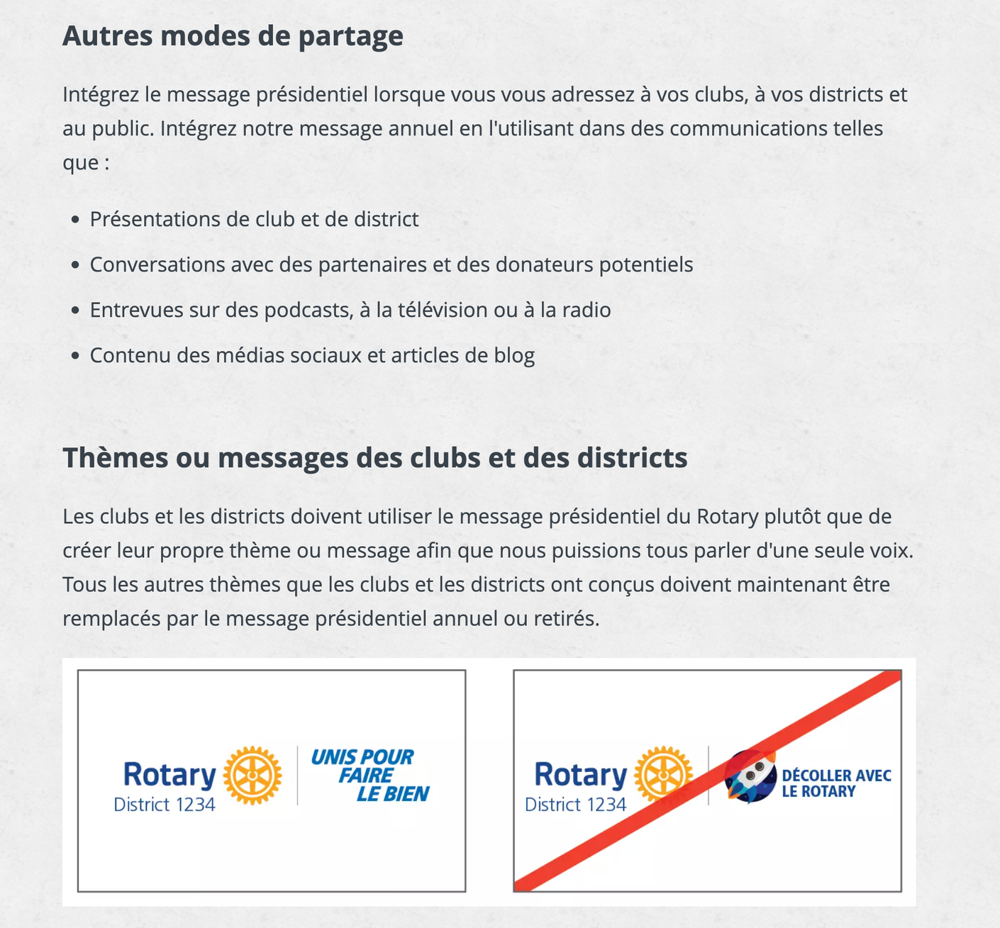 Autres modes de partage
Intégrez le message présidentiel lorsque vous vous adressez à vos clubs, à vos districts et
au public. Intégrez notre message annuel en l'utilisant dans des communications telles
que :
• Présentations de club et de district
• Conversations avec des partenaires et des donateurs potentiels
• Entrevues sur des podcasts, à la télévision ou à la radio
• Contenu des médias sociaux et articles de blog
Thèmes ou messages des clubs et des districts
Les clubs et les districts doivent utiliser le message présidentiel du Rotary plutôt que de
créer leur propre thème ou message afin que nous puissions tous parler d'une seule voix.
Tous les autres thèmes que les clubs et les districts ont conçus doivent maintenant être
remplacés par le message présidentiel annuel ou retirés.
Rotary
District 1234
UNIS POUR
FAIRE
LE BIEN
Rotary
District 1234
DÉCOLLER AVEC
LE ROTARY